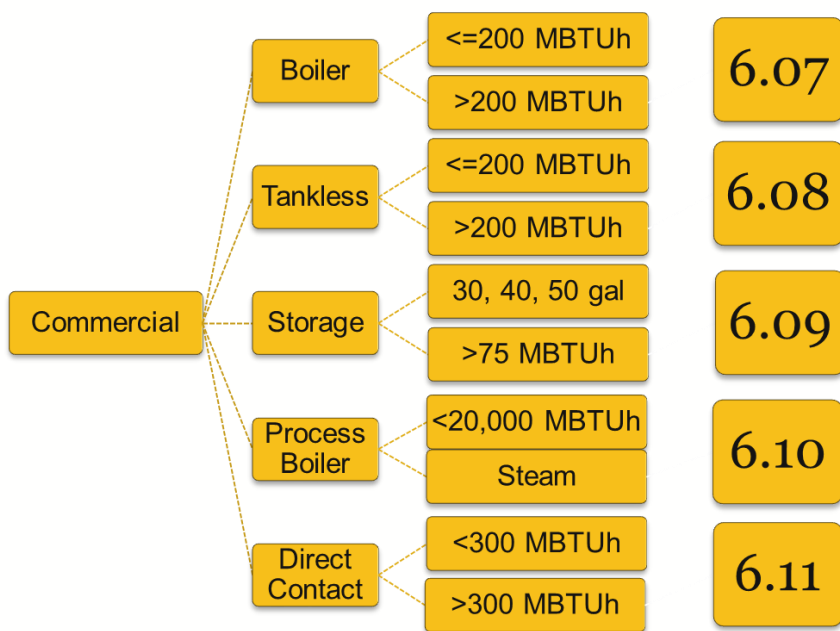 Commercial
Boiler
<=200 MBTUh
>200 MBTUh
6.07
Tankless
<=200 MBTUh
>200 MBTUh
6.08
Storage
30, 40, 50 gal
>75 MBTUh
6.09
Process
Boiler
<20,000 MBTUh
Steam
6.10
Direct
Contact
<300 MBTUh
>300 MBTUh
6.11